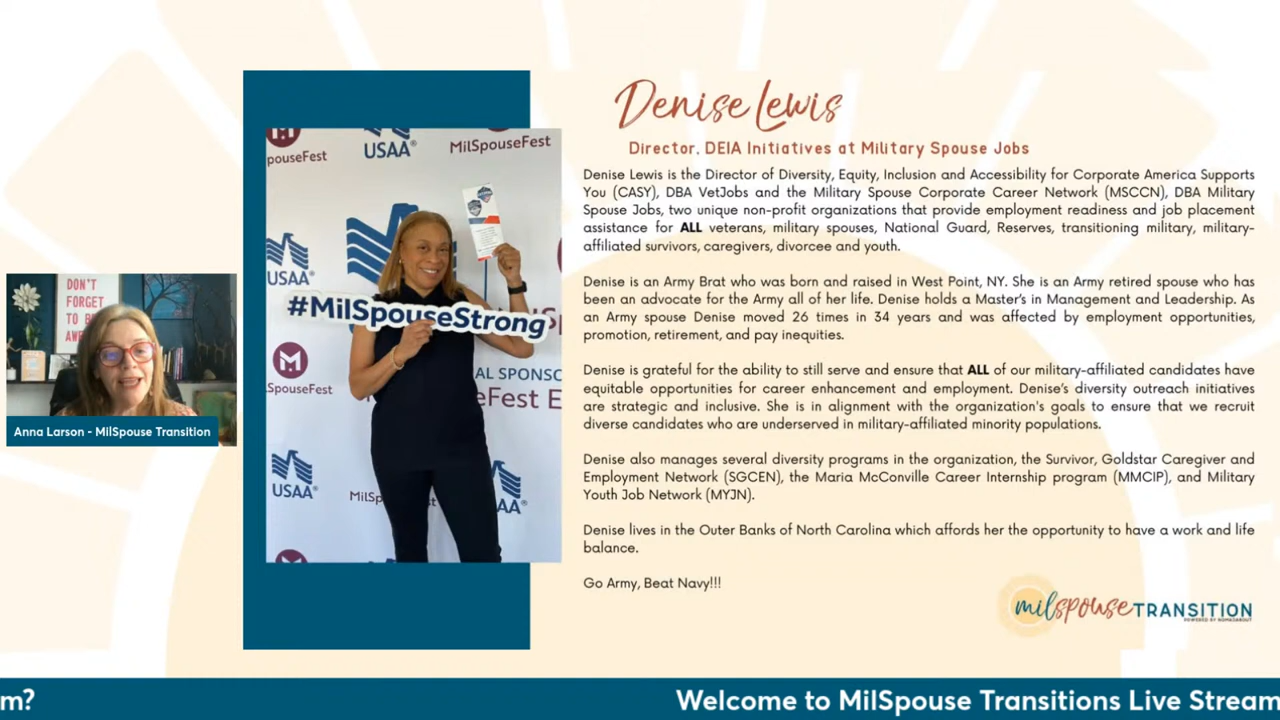 Denise Lewis
Director, DEIA Initiatives at Military Spouse Jobs
Denise Lewis is the Director of Diversity, Equity, Inclusion and Accessibility for Corporate America Supports
You (CASY), DBA VetJobs and the Military Spouse Corporate Career Network (MSCCN), DBA Military
Spouse Jobs, two unique non-profit organizations that provide employment readiness and job placement
assistance for ALL veterans, military spouses, National Guard, Reserves, transitioning military, military-
affiliated survivors, caregivers, divorcee and youth.
Denise is an Army Brat who was born and raised in West Point, NY. She is an Army retired spouse who has
been an advocate for the Army all of her life. Denise holds a Master's in Management and Leadership. As
an Army spouse Denise moved 26 times in 34 years and was affected by employment opportunities,
promotion, retirement, and pay inequities.
Denise is grateful for the ability to still serve and ensure that ALL of our military-affiliated candidates have
equitable opportunities for career enhancement and employment. Denise's diversity outreach initiatives
are strategic and inclusive. She is in alignment with the organization's goals to ensure that we recruit
diverse candidates who are underserved in military-affiliated minority populations.
Denise also manages several diversity programs in the organization, the Survivor, Goldstar Caregiver and
Employment Network (SGCEN), the Maria McConville Career Internship program (MMCIP), and Military
Youth Job Network (MYJN).
Denise lives in the Outer Banks of North Carolina which affords her the opportunity to have a work and life
balance.
Go Army, Beat Navy!!!
milspouse TRANSITION
pouseFest
USAA
MilSpouseFest
USAA
#MilSpouseStrong
M
AL SPONSO
SpouseFest
eFest E
USAA
MilSp
DON'T
FORGET
TO BE
AWE
Anna Larson - MilSpouse Transition
m?
Welcome to MilSpouse Transitions Live Stream